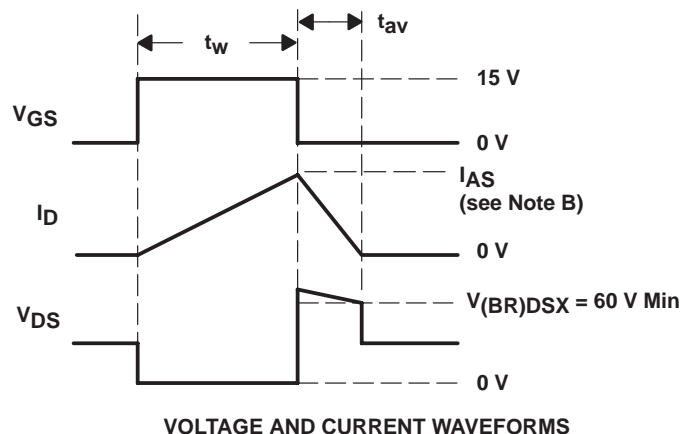 t_w
t_av
V_GS
15 V
0 V
I_D
I_AS
(see Note B)
0 V
V_DS
V_(BR)DSX = 60 V Min
0 V
VOLTAGE AND CURRENT WAVEFORMS